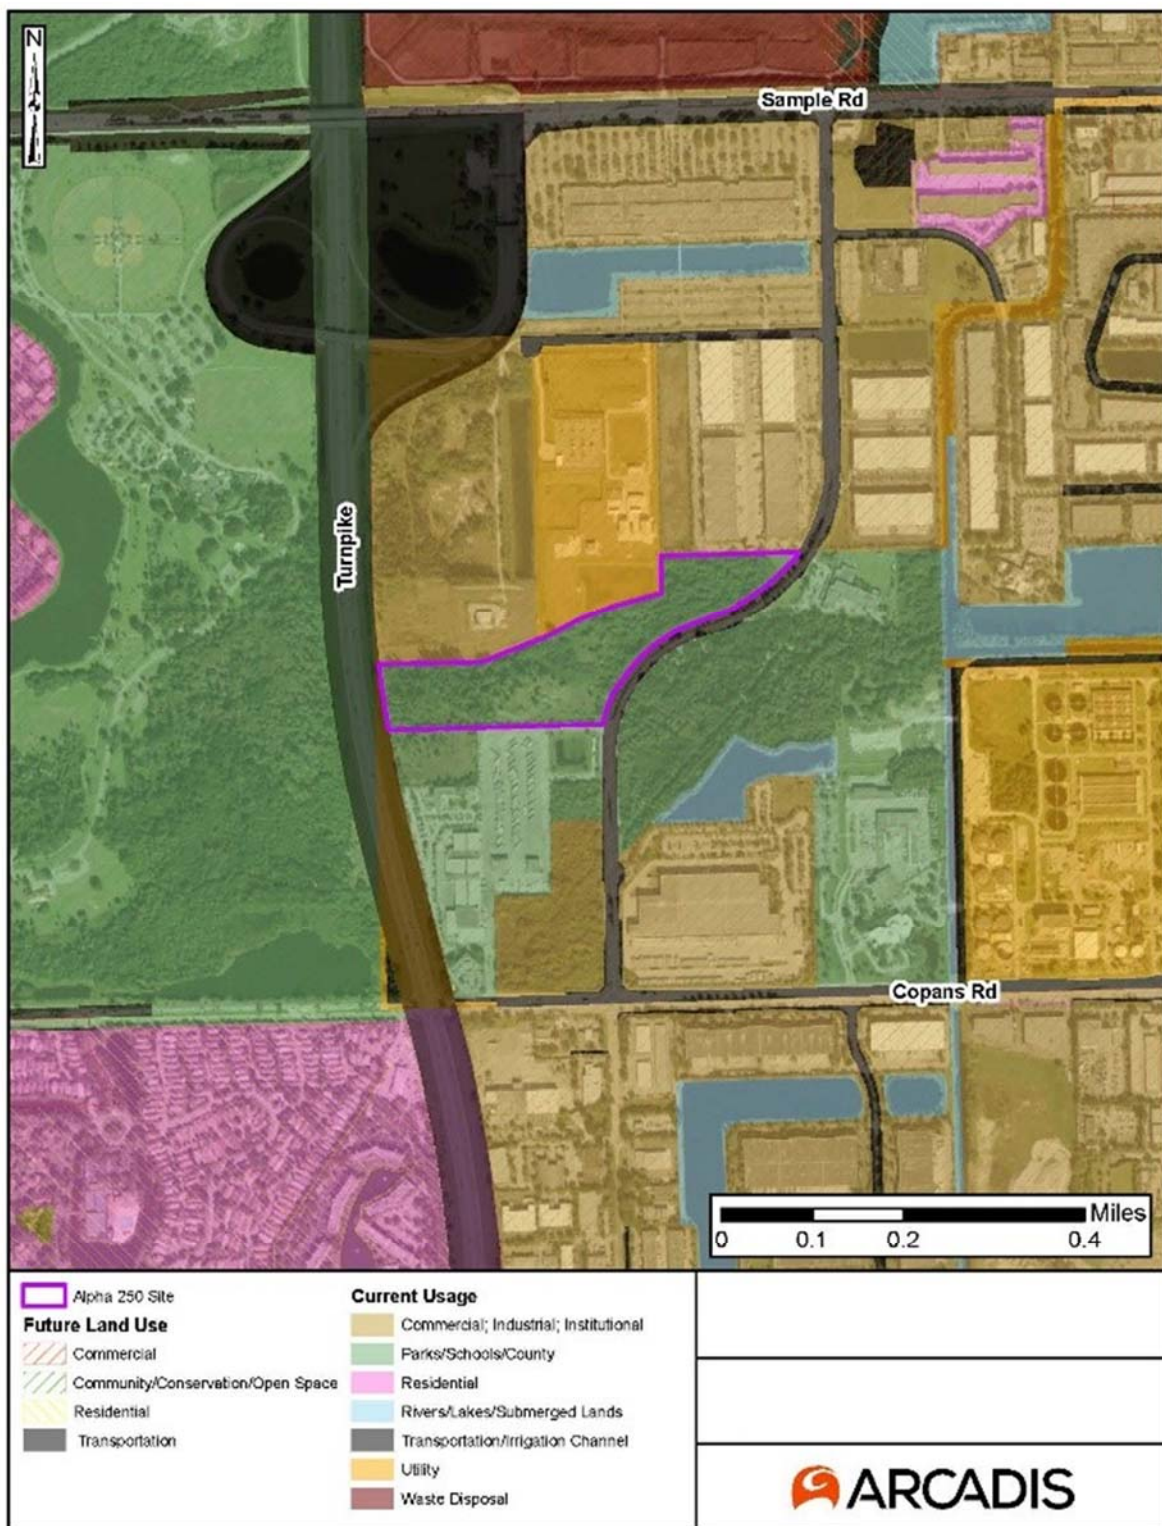 N
Sample Rd
Turnpike
Copans Rd
Miles
0 0.1 0.2 0.4
Alpha 250 Site
Future Land Use
Commercial
Community/Conservation/Open Space
Residential
Transportation
Current Usage
Commercial; Industrial; Institutional
Parks/Schools/County
Residential
Rivers/Lakes/Submerged Lands
Transportation/Irrigation Channel
Utility
Waste Disposal
ARCADIS